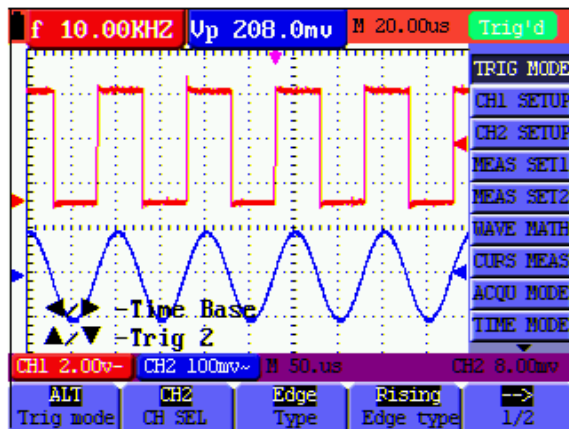 f 10.00KHZ Vp 208.0mv M 20.00us Trig'd
TRIG MODE
CH1 SETUP
CH2 SETUP
MEAS SET1
MEAS SET2
WAVE MATH
CURS MEAS
ACQU MODE
TIME MODE
◀/▶ -Time Base
▲/▼ -Trig 2
CH1 2.00v- CH2 100mv~ M 50.us CH2 8.00mv
ALT CH2 Edge Rising -->
Trig mode CH SEL Type Edge type 1/2